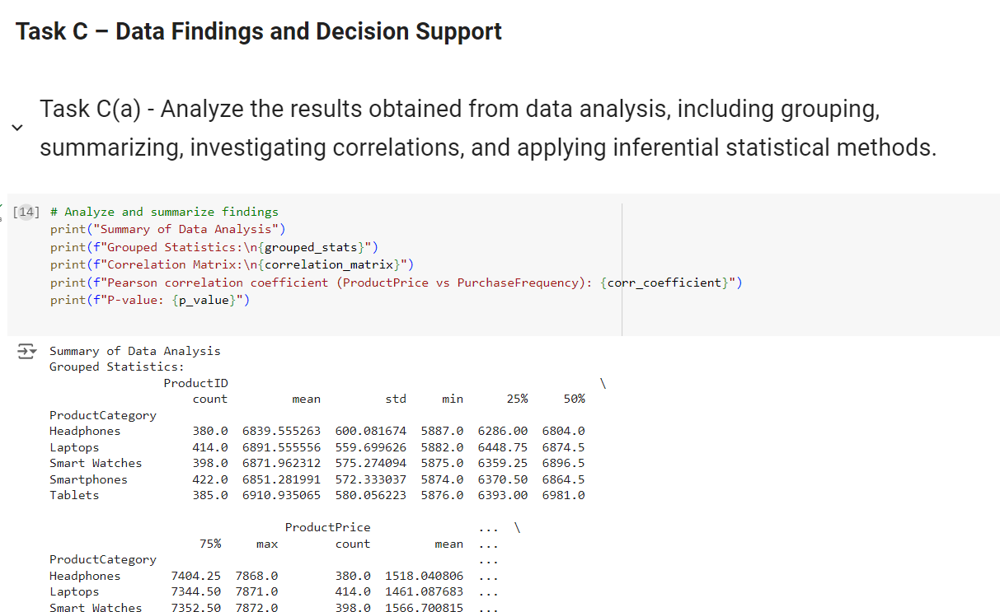 Task C – Data Findings and Decision Support
Task C(a) - Analyze the results obtained from data analysis, including grouping,
summarizing, investigating correlations, and applying inferential statistical methods.
[14] # Analyze and summarize findings
print("Summary of Data Analysis")
print(f"Grouped Statistics:\n{grouped_stats}")
print(f"Correlation Matrix:\n{correlation_matrix}")
print(f"Pearson correlation coefficient (ProductPrice vs PurchaseFrequency): {corr_coefficient}")
print(f"P-value: {p_value}")
Summary of Data Analysis
Grouped Statistics:
ProductID \
count mean std min 25% 50%
ProductCategory
Headphones 380.0 6839.555263 600.081674 5887.0 6286.00 6804.0
Laptops 414.0 6891.555556 559.699626 5882.0 6448.75 6874.5
Smart Watches 398.0 6871.962312 575.274094 5875.0 6359.25 6896.5
Smartphones 422.0 6851.281991 572.333037 5874.0 6370.50 6864.5
Tablets 385.0 6910.935065 580.056223 5876.0 6393.00 6981.0
ProductPrice ... \
75% max count mean ...
ProductCategory ...
Headphones 7404.25 7868.0 380.0 1518.040806 ...
Laptops 7344.50 7871.0 414.0 1461.087683 ...
Smart Watches 7352.50 7872.0 398.0 1566.700815 ...